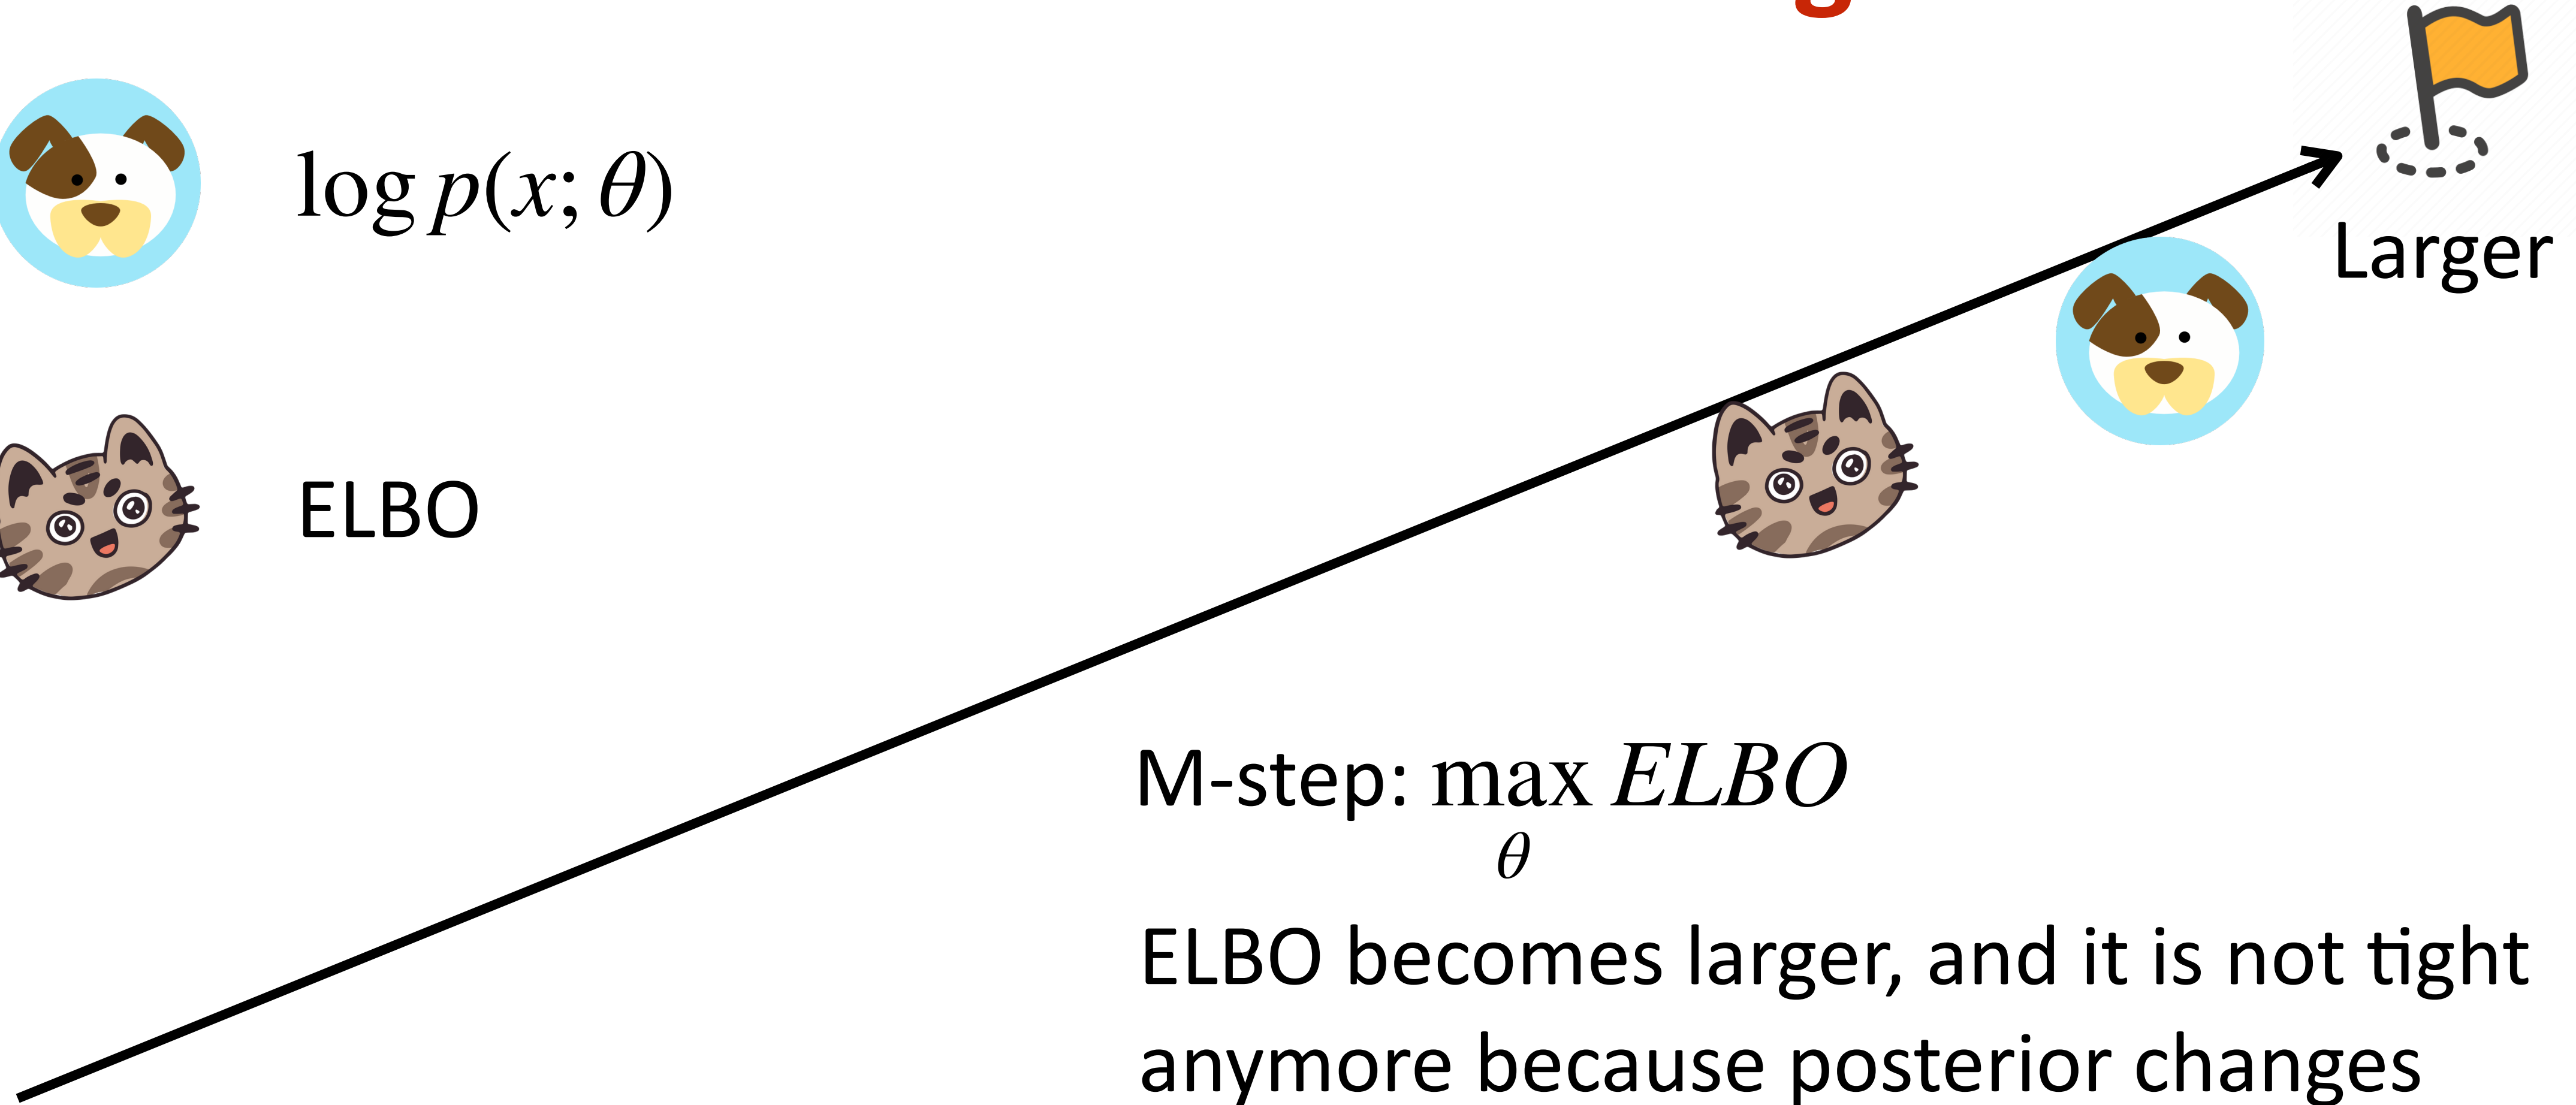 log p(x; θ)
Larger
ELBO
M-step: max ELBO
θ
ELBO becomes larger, and it is not tight
anymore because posterior changes